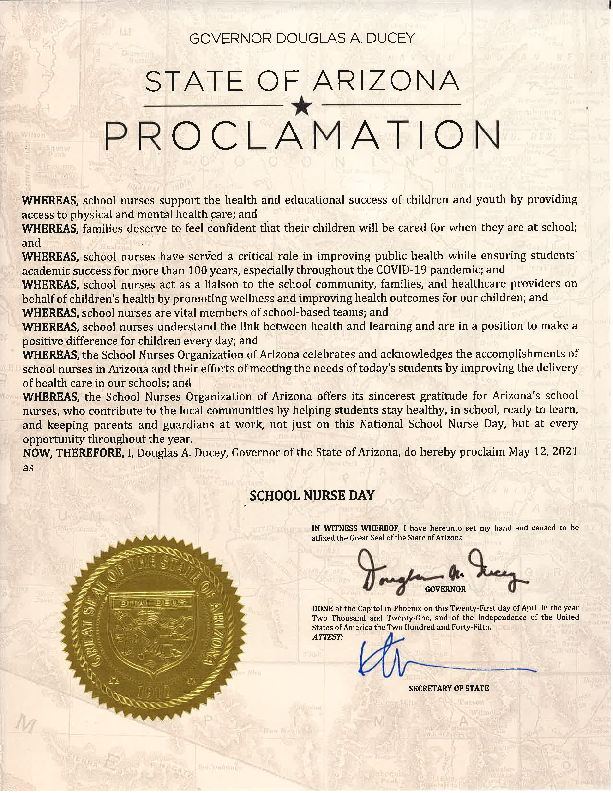 GOVERNOR DOUGLAS A. DUCEY
STATE OF ARIZONA
PROCLAMATION
WHEREAS, school nurses support the health and educational success of children and youth by providing
access to physical and mental health care; and
WHEREAS, families deserve to feel confident that their children will be cared for when they are at school;
and
WHEREAS, school nurses have served a critical role in improving public health while ensuring students'
academic success for more than 100 years, especially throughout the COVID-19 pandemic; and
WHEREAS, school nurses act as a liaison to the school community, families, and healthcare providers on
behalf of children's health by promoting wellness and improving health outcomes for our children; and
WHEREAS, school nurses are vital members of school-based teams; and
WHEREAS, school nurses understand the link between health and learning and are in a position to make a
positive difference for children every day; and
WHEREAS, the School Nurses Organization of Arizona celebrates and acknowledges the accomplishments of
school nurses in Arizona and their efforts of meeting the needs of today's students by improving the delivery
of health care in our schools; and
WHEREAS, the School Nurses Organization of Arizona offers its sincerest gratitude for Arizona's school
nurses, who contribute to the local communities by helping students stay healthy, in school, ready to learn,
and keeping parents and guardians at work, not just on this National School Nurse Day, but at every
opportunity throughout the year.
NOW, THEREFORE, I, Douglas A. Ducey, Governor of the State of Arizona, do hereby proclaim May 12, 2021
as
SCHOOL NURSE DAY
IN WITNESS WHEREOF, I have hereunto set my hand and caused to be
affixed the Great Seal of the State of Arizona
Douglas A. Ducey
GOVERNOR
DONE at the Capitol in Phoenix on this Twenty-First day of April in the year
Two Thousand and Twenty-One, and of the Independence of the United
States of America the Two Hundred and Forty-Fifth.
ATTEST:
SECRETARY OF STATE
GREAT SEAL OF THE STATE OF ARIZONA
DITAT DEUS
1912